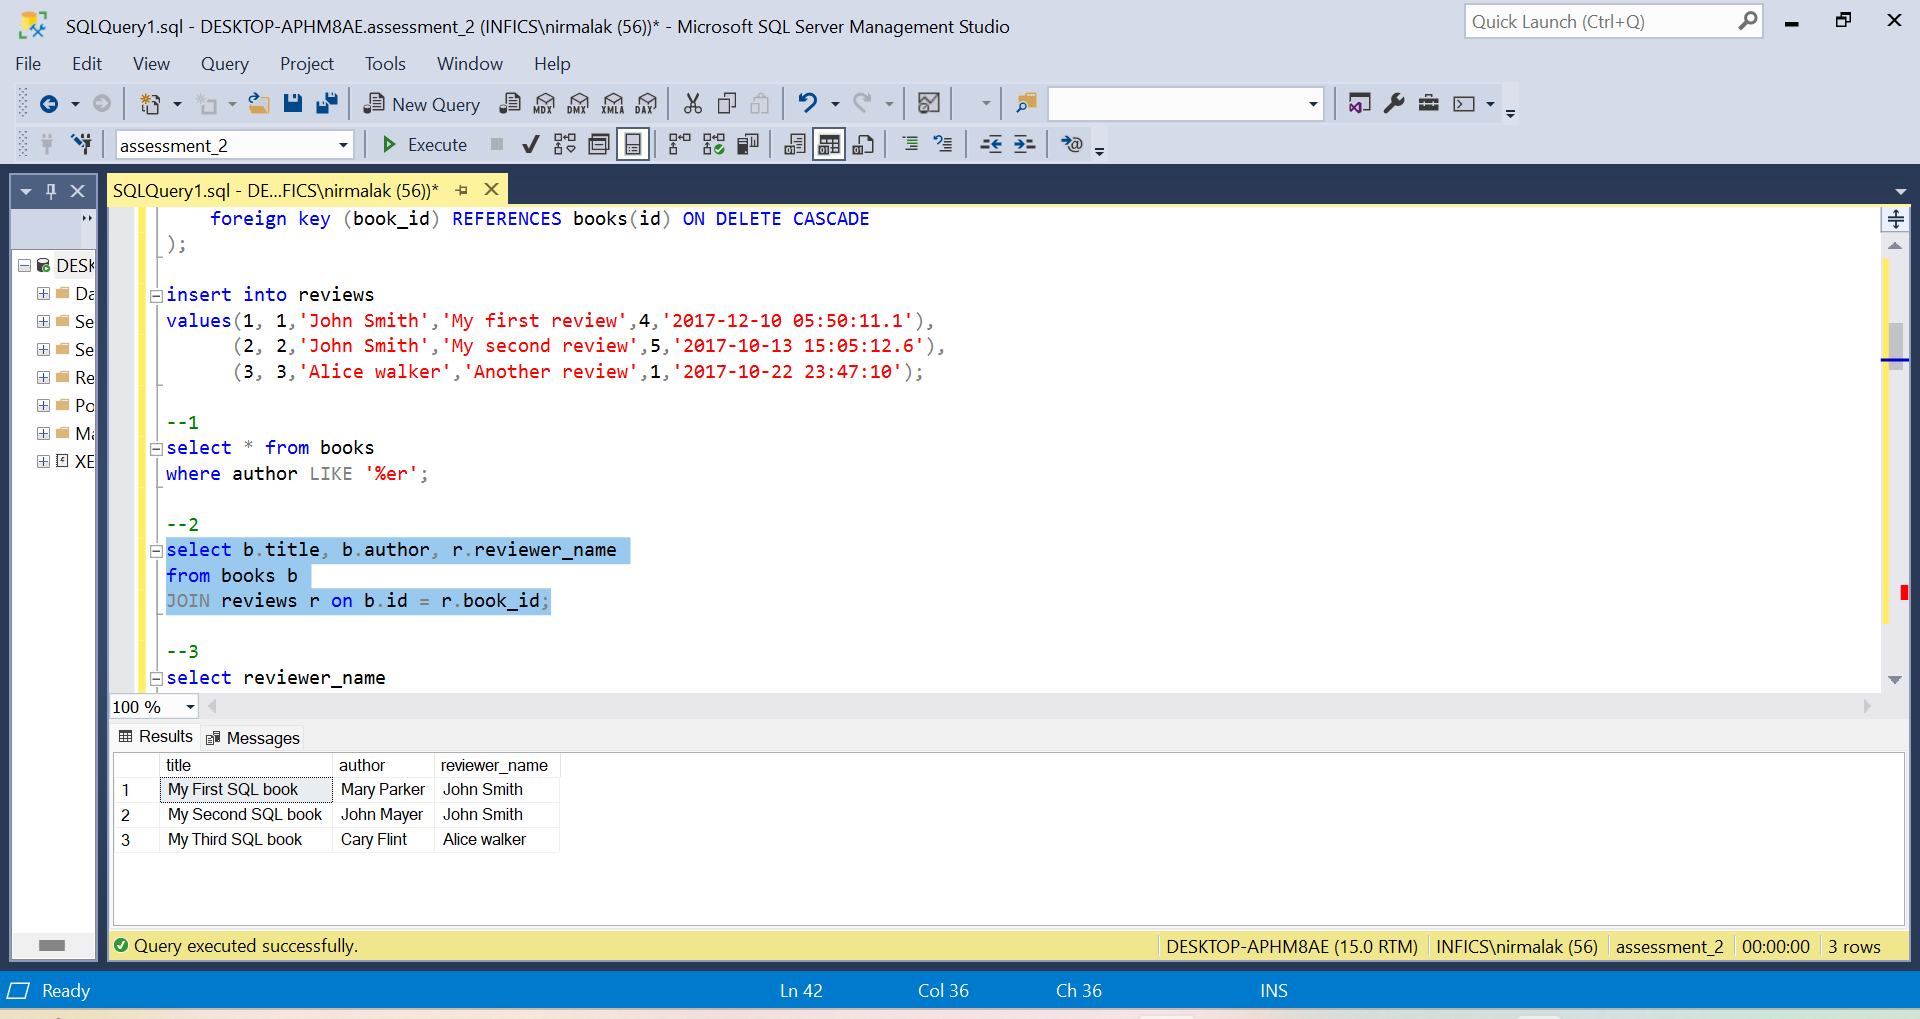 SQLQuery1.sql - DESKTOP-APHM8AE.assessment_2 (INFICS\nirmalak (56))* - Microsoft SQL Server Management Studio
Quick Launch (Ctrl+Q)
File Edit View Query Project Tools Window Help
New Query MDX DMX XMLA DAX
assessment_2 Execute
SQLQuery1.sql - DE...FICS\nirmalak (56))*
DESK
Da
Se
Se
Re
Po
Ma
XE
foreign key (book_id) REFERENCES books(id) ON DELETE CASCADE
);
insert into reviews
values(1, 1,'John Smith','My first review',4,'2017-12-10 05:50:11.1'),
(2, 2,'John Smith','My second review',5,'2017-10-13 15:05:12.6'),
(3, 3,'Alice walker','Another review',1,'2017-10-22 23:47:10');
--1
select * from books
where author LIKE '%er';
--2
select b.title, b.author, r.reviewer_name
from books b
JOIN reviews r on b.id = r.book_id;
--3
select reviewer_name
100 %
Results Messages
title author reviewer_name
1 My First SQL book Mary Parker John Smith
2 My Second SQL book John Mayer John Smith
3 My Third SQL book Cary Flint Alice walker
Query executed successfully. DESKTOP-APHM8AE (15.0 RTM) INFICS\nirmalak (56) assessment_2 00:00:00 3 rows
Ready Ln 42 Col 36 Ch 36 INS